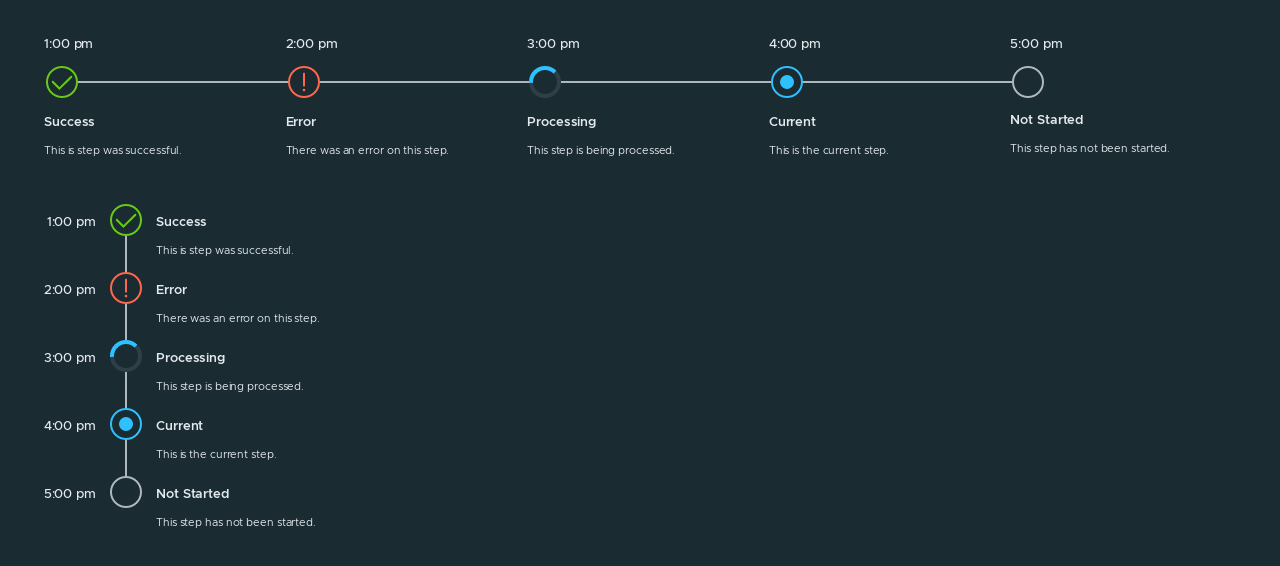 1:00 pm 2:00 pm 3:00 pm 4:00 pm 5:00 pm
Success Error Processing Current Not Started
This is step was successful. There was an error on this step. This step is being processed. This is the current step. This step has not been started.
1:00 pm Success
This is step was successful.
2:00 pm Error
There was an error on this step.
3:00 pm Processing
This step is being processed.
4:00 pm Current
This is the current step.
5:00 pm Not Started
This step has not been started.